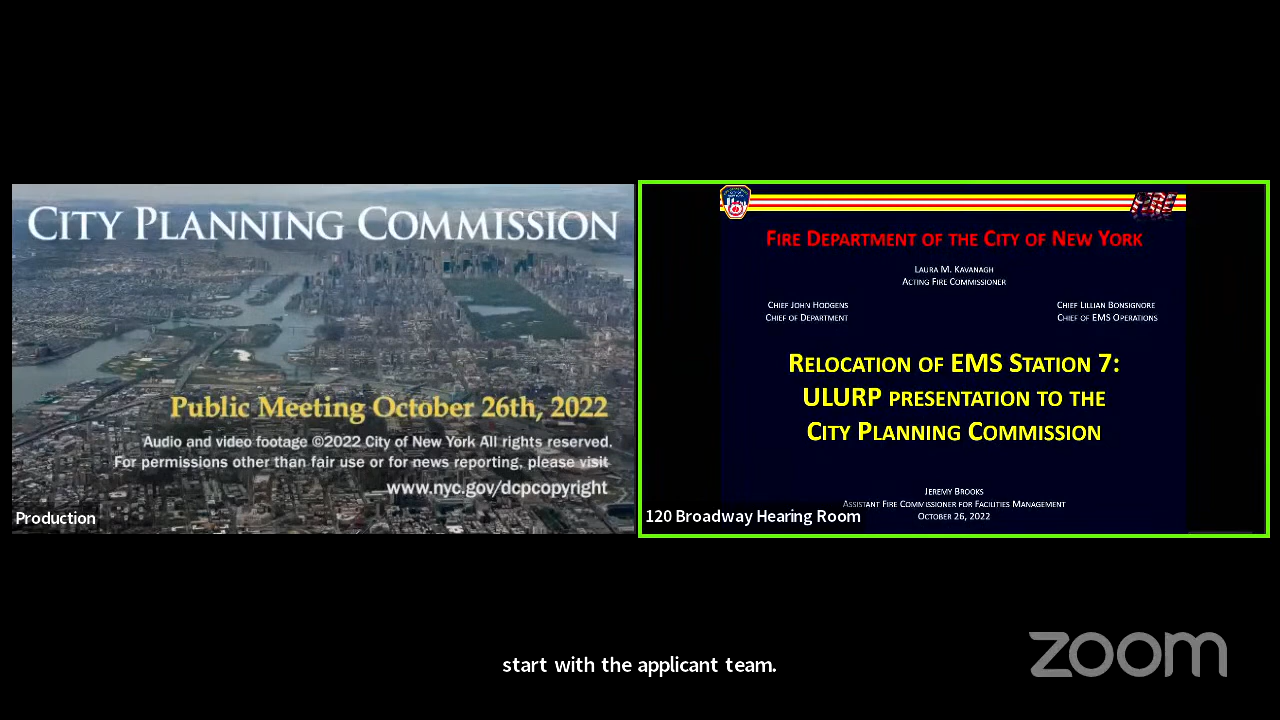 CITY PLANNING COMMISSION
Public Meeting October 26th, 2022
Audio and video footage ©2022 City of New York All rights reserved.
For permissions other than fair use or for news reporting, please visit
www.nyc.gov/dcpcopyright
Production
FIRE DEPARTMENT OF THE CITY OF NEW YORK
LAURA M. KAVANAGH
ACTING FIRE COMMISSIONER
CHIEF JOHN HODGENS
CHIEF OF DEPARTMENT
CHIEF LILLIAN BONSIGNORE
CHIEF OF EMS OPERATIONS
RELOCATION OF EMS STATION 7:
ULURP PRESENTATION TO THE
CITY PLANNING COMMISSION
JEREMY BROOKS
ASSISTANT FIRE COMMISSIONER FOR FACILITIES MANAGEMENT
OCTOBER 26, 2022
120 Broadway Hearing Room
start with the applicant team.
zoom